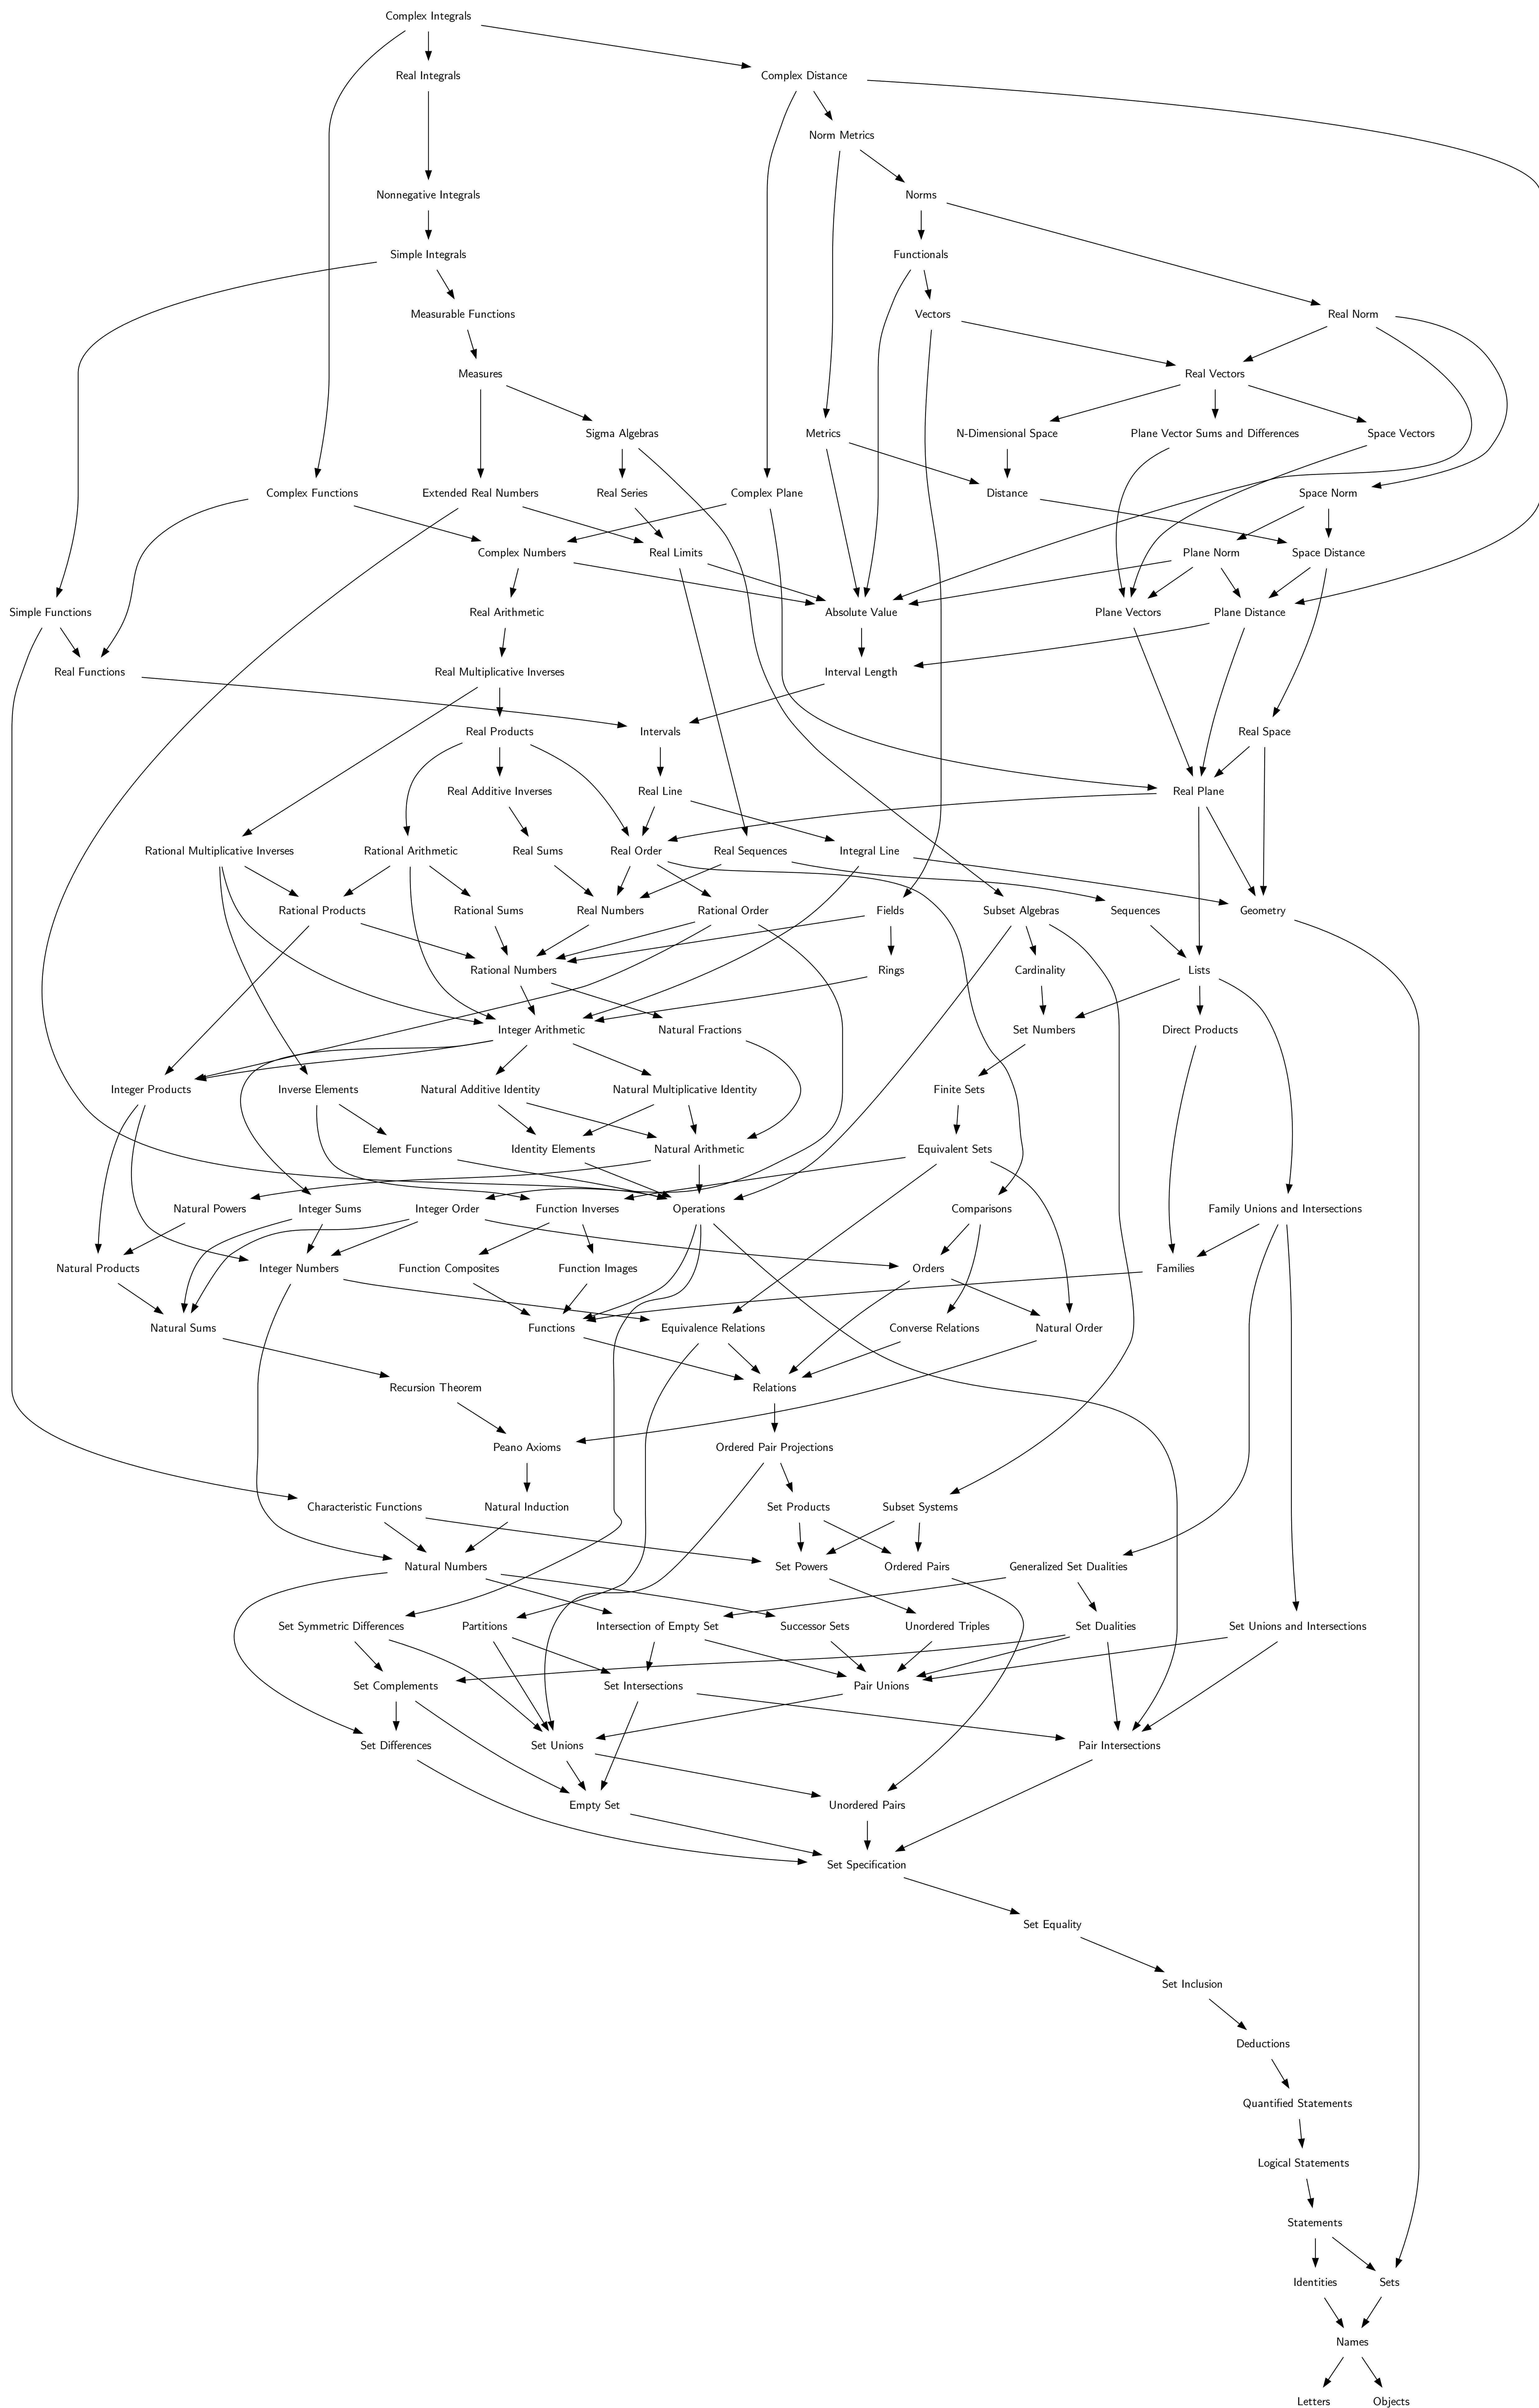 Complex Integrals
Real Integrals
Complex Distance
Norm Metrics
Nonnegative Integrals
Norms
Simple Integrals
Functionals
Measurable Functions
Vectors
Real Norm
Measures
Real Vectors
Sigma Algebras
Metrics
N-Dimensional Space
Plane Vector Sums and Differences
Space Vectors
Complex Functions
Extended Real Numbers
Real Series
Complex Plane
Distance
Space Norm
Complex Numbers
Real Limits
Plane Norm
Space Distance
Simple Functions
Real Arithmetic
Absolute Value
Plane Vectors
Plane Distance
Real Functions
Real Multiplicative Inverses
Interval Length
Real Products
Intervals
Real Space
Real Additive Inverses
Real Line
Real Plane
Rational Multiplicative Inverses
Rational Arithmetic
Real Sums
Real Order
Real Sequences
Integral Line
Rational Products
Rational Sums
Real Numbers
Rational Order
Fields
Subset Algebras
Sequences
Geometry
Rational Numbers
Rings
Cardinality
Lists
Integer Arithmetic
Natural Fractions
Set Numbers
Direct Products
Integer Products
Inverse Elements
Natural Additive Identity
Natural Multiplicative Identity
Finite Sets
Element Functions
Identity Elements
Natural Arithmetic
Equivalent Sets
Natural Powers
Integer Sums
Integer Order
Function Inverses
Operations
Comparisons
Family Unions and Intersections
Natural Products
Integer Numbers
Function Composites
Function Images
Orders
Families
Natural Sums
Functions
Equivalence Relations
Converse Relations
Natural Order
Recursion Theorem
Relations
Peano Axioms
Ordered Pair Projections
Characteristic Functions
Natural Induction
Set Products
Subset Systems
Natural Numbers
Set Powers
Ordered Pairs
Generalized Set Dualities
Set Symmetric Differences
Partitions
Intersection of Empty Set
Successor Sets
Unordered Triples
Set Dualities
Set Unions and Intersections
Set Complements
Set Intersections
Pair Unions
Set Differences
Set Unions
Pair Intersections
Empty Set
Unordered Pairs
Set Specification
Set Equality
Set Inclusion
Deductions
Quantified Statements
Logical Statements
Statements
Identities
Sets
Names
Letters
Objects